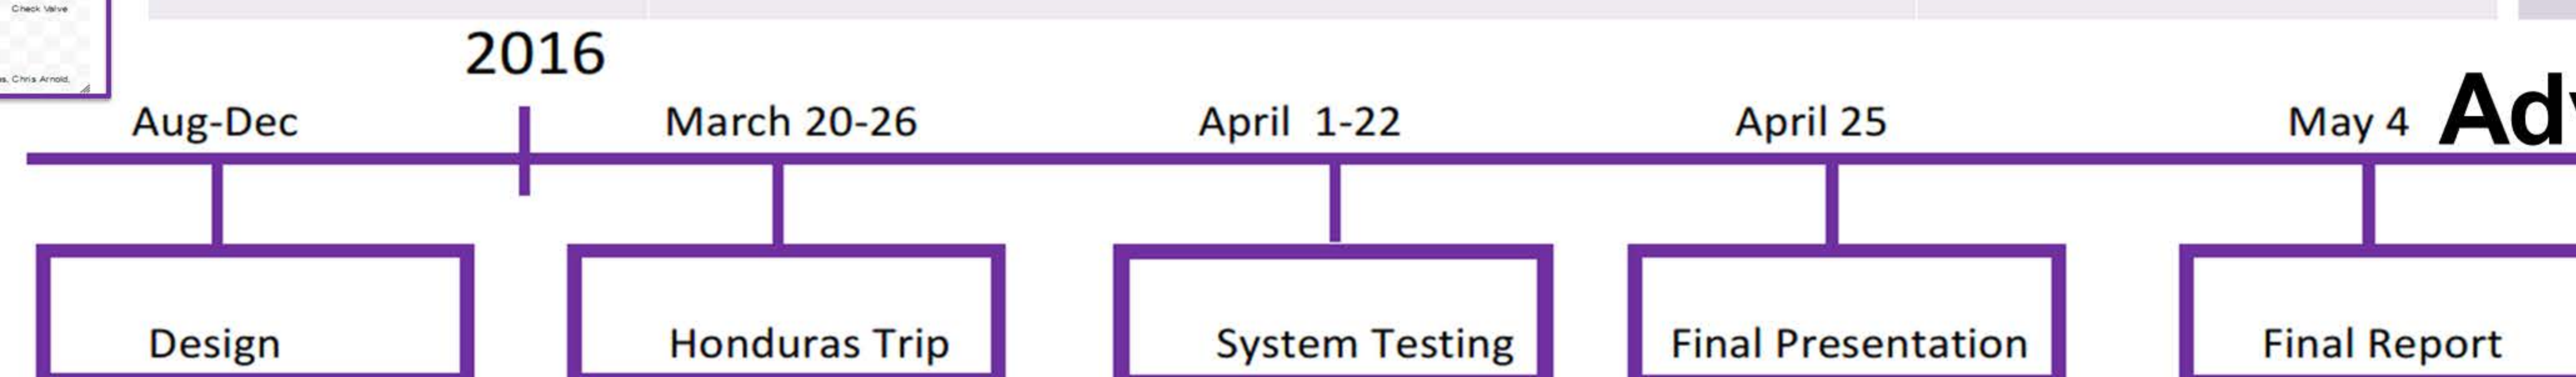 Check Valve
s, Chris Arnold,
2016
Aug-Dec
March 20-26
April 1-22
April 25
May 4
Design
Honduras Trip
System Testing
Final Presentation
Final Report